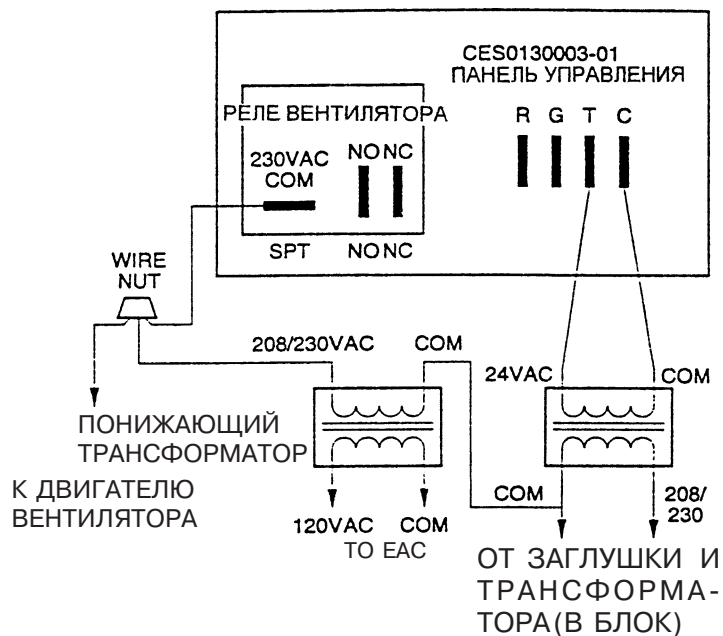 CES0130003-01
ПАНЕЛЬ УПРАВЛЕНИЯ
РЕЛЕ ВЕНТИЛЯТОРА
R G T C
230VAC
COM
NO NC
SPT
NO NC
WIRE
NUT
208/230VAC
COM
24VAC
COM
ПОНИЖАЮЩИЙ
ТРАНСФОРМАТОР
К ДВИГАТЕЛЮ
ВЕНТИЛЯТОРА
120VAC COM
TO EAC
COM
208/
230
ОТ ЗАГЛУШКИ И
ТРАНСФОРМА-
ТОРА(В БЛОК)